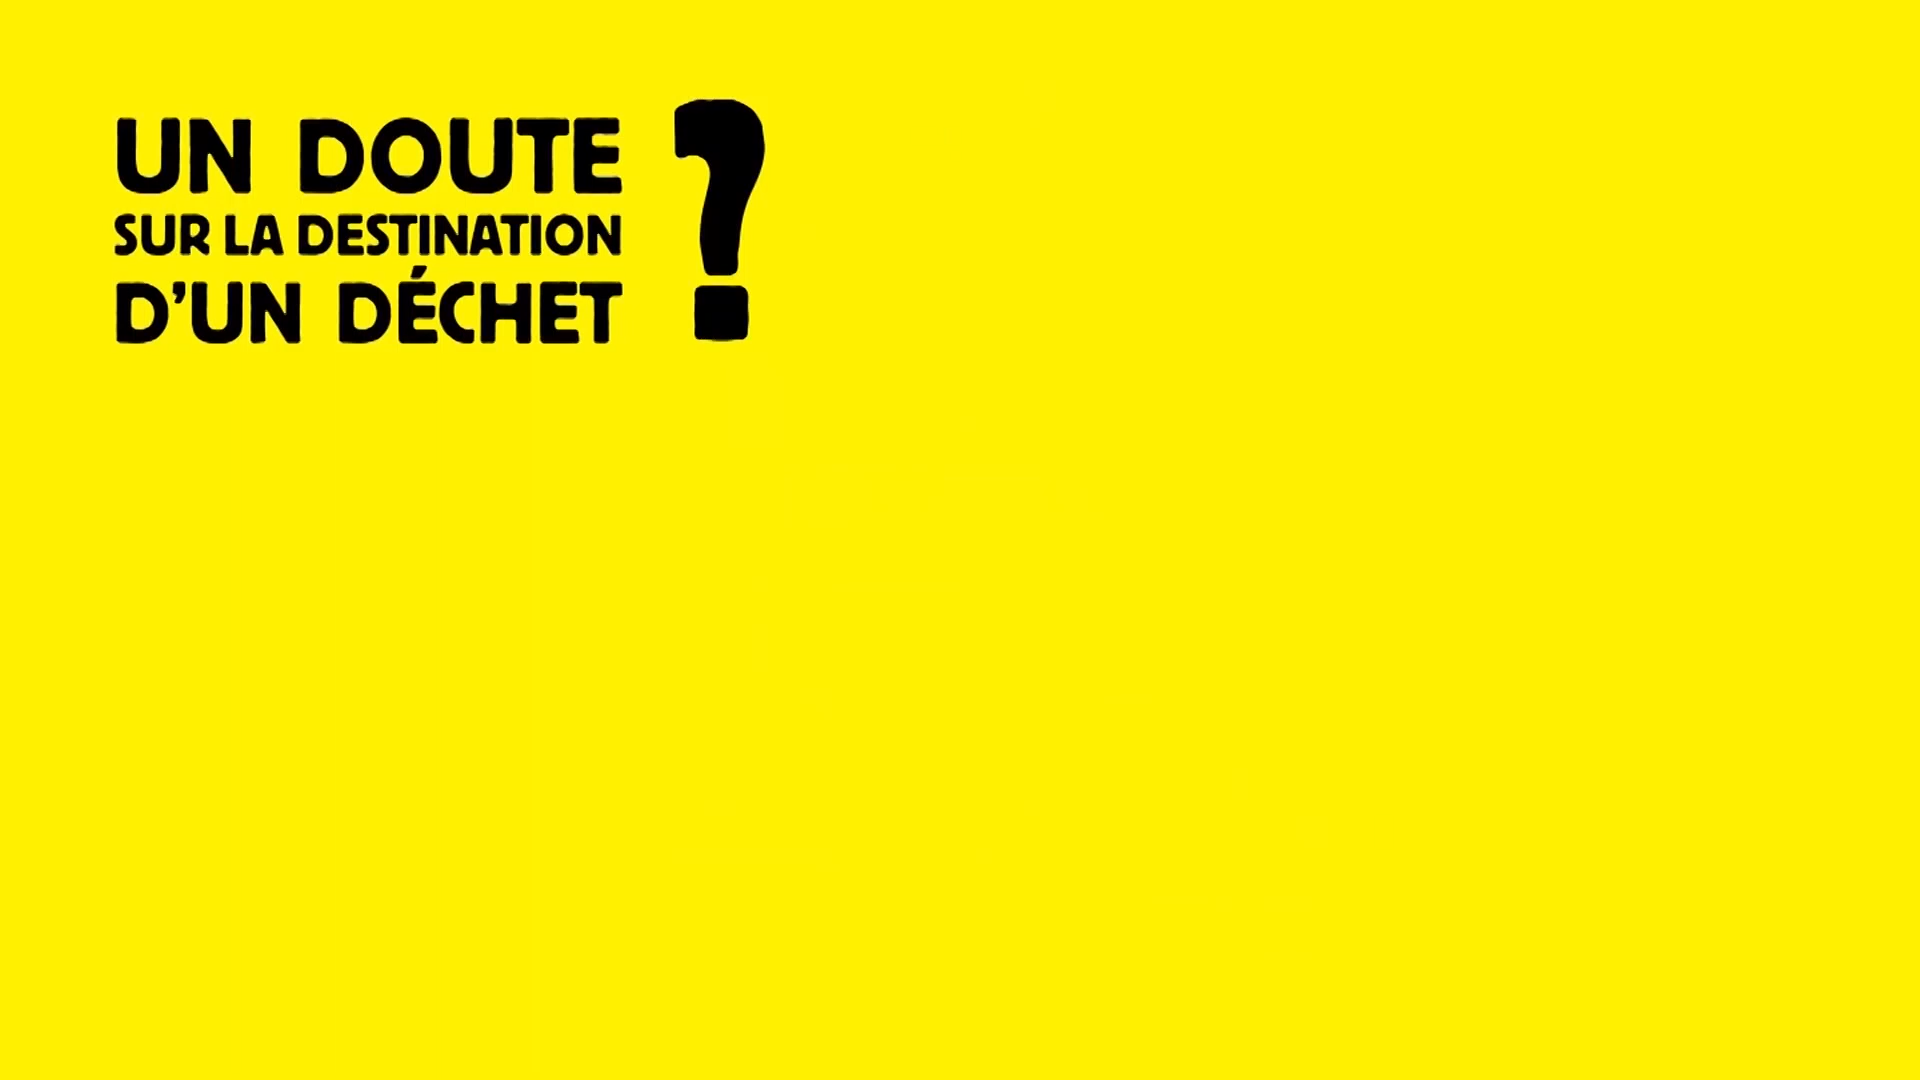 UN DOUTE
SUR LA DESTINATION
D’UN DÉCHET ?